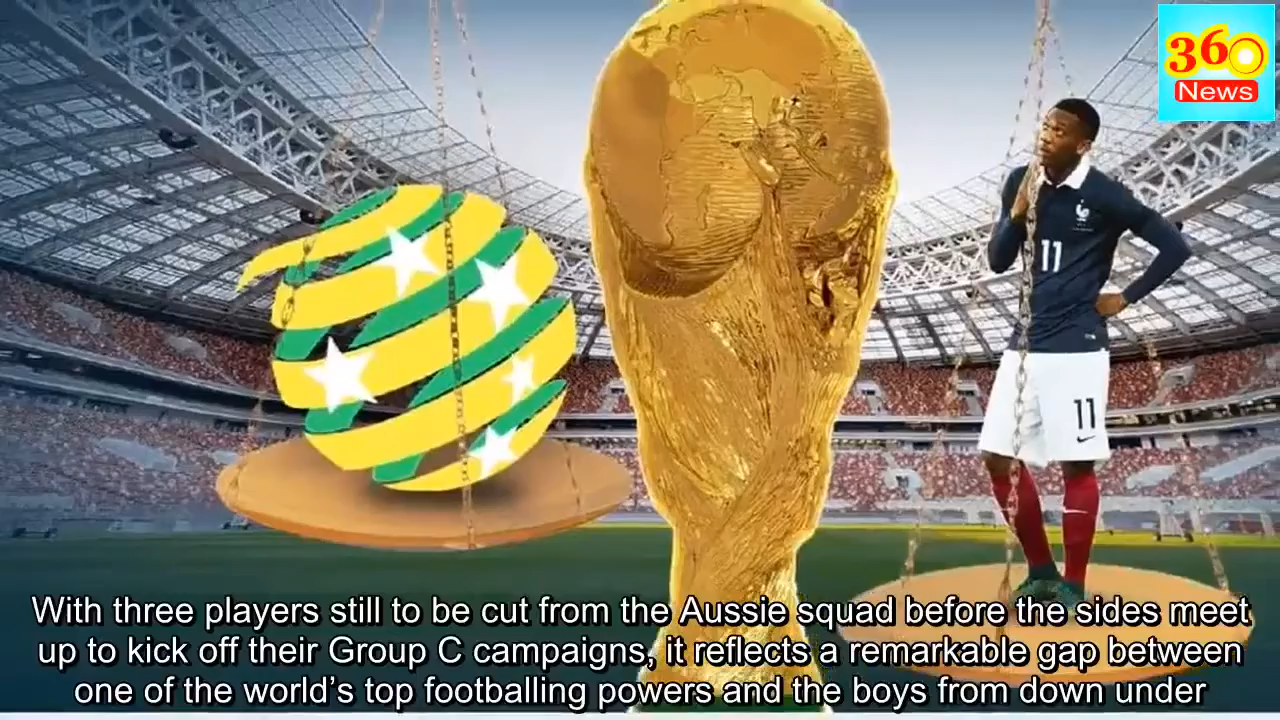 360
News
11
11
With three players still to be cut from the Aussie squad before the sides meet
up to kick off their Group C campaigns, it reflects a remarkable gap between
one of the world’s top footballing powers and the boys from down under